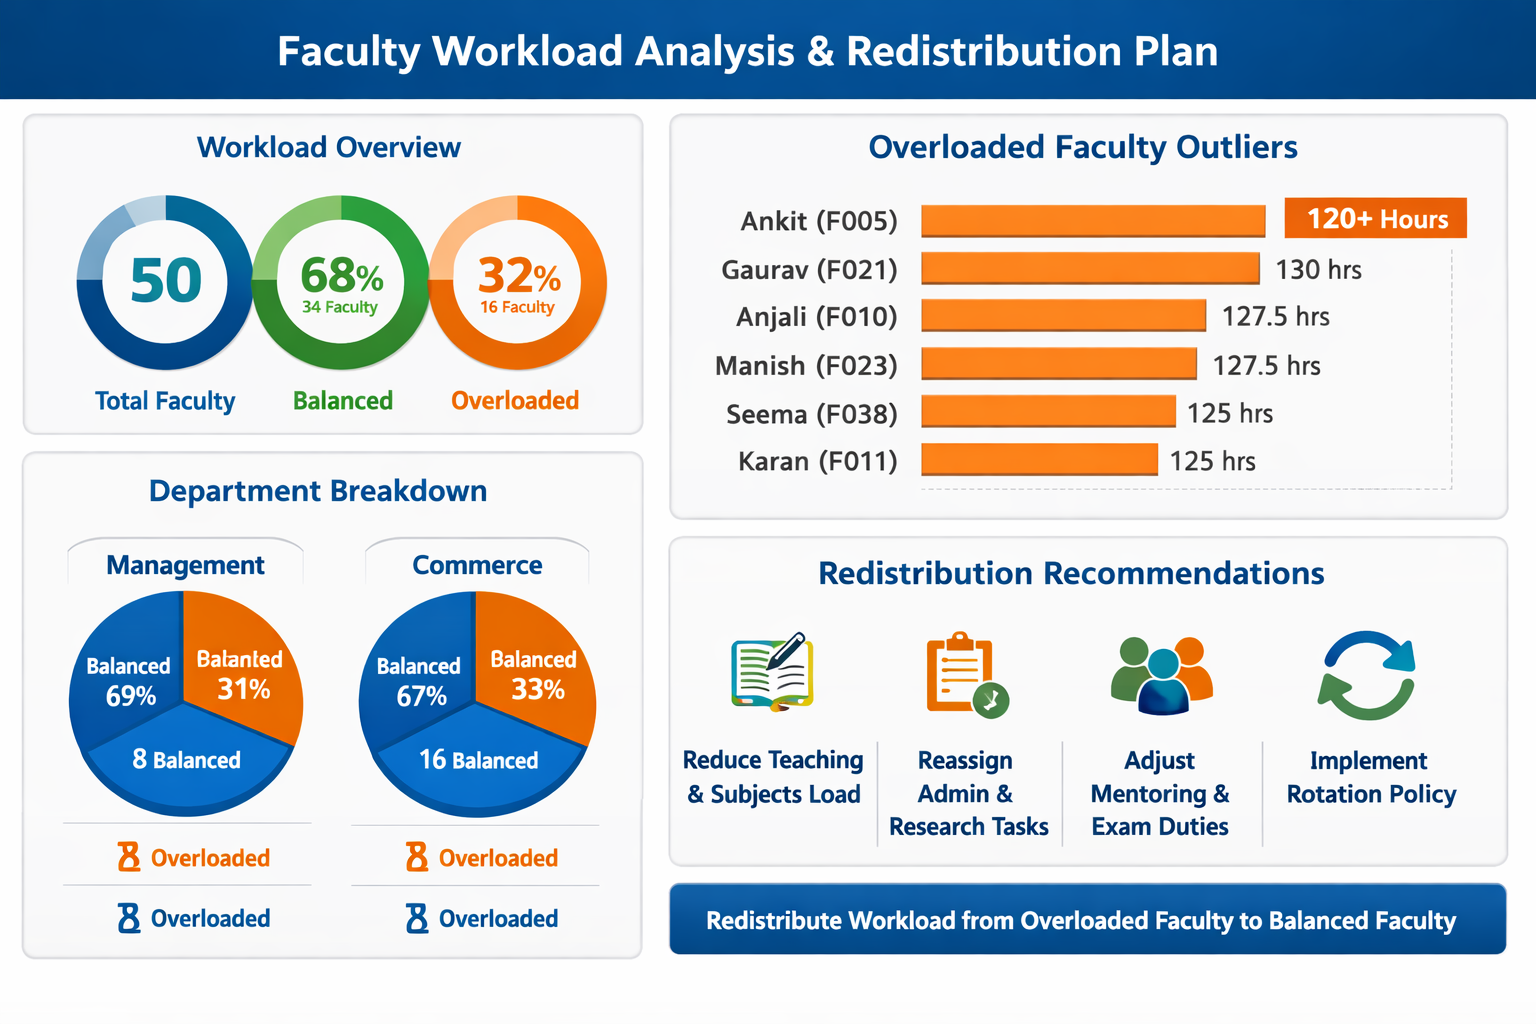 Faculty Workload Analysis & Redistribution Plan
Workload Overview
50
Total Faculty
68%
34 Faculty
Balanced
32%
16 Faculty
Overloaded
Overloaded Faculty Outliers
Ankit (F005)
120+ Hours
Gaurav (F021)
130 hrs
Anjali (F010)
127.5 hrs
Manish (F023)
127.5 hrs
Seema (F038)
125 hrs
Karan (F011)
125 hrs
Department Breakdown
Management
Balanced
69%
Batanted
31%
8 Balanced
8 Overloaded
8 Overloaded
Commerce
Balanced
67%
Balanced
33%
16 Balanced
8 Overloaded
8 Overloaded
Redistribution Recommendations
Reduce Teaching
& Subjects Load
Reassign
Admin &
Research Tasks
Adjust
Mentoring &
Exam Duties
Implement
Rotation Policy
Redistribute Workload from Overloaded Faculty to Balanced Faculty